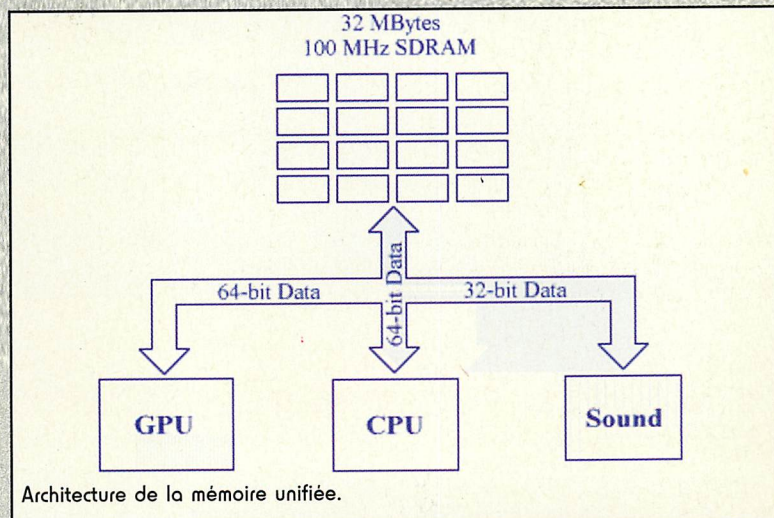 32 MBytes
100 MHz SDRAM
64-bit Data
64-bit Data
32-bit Data
GPU
CPU
Sound
Architecture de la mémoire unifiée.